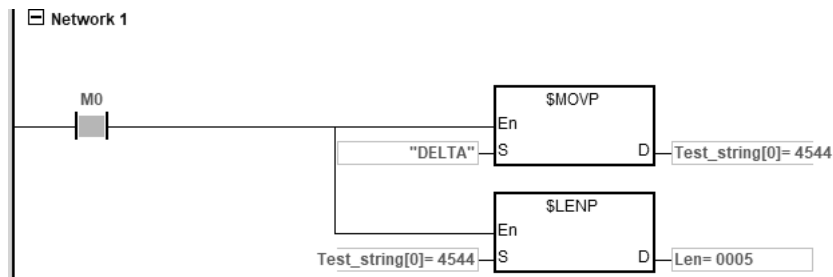 Network 1
M0
$MOVP
En
"DELTA" S D Test_string[0]= 4544
$LENP
En
Test_string[0]= 4544 S D Len= 0005